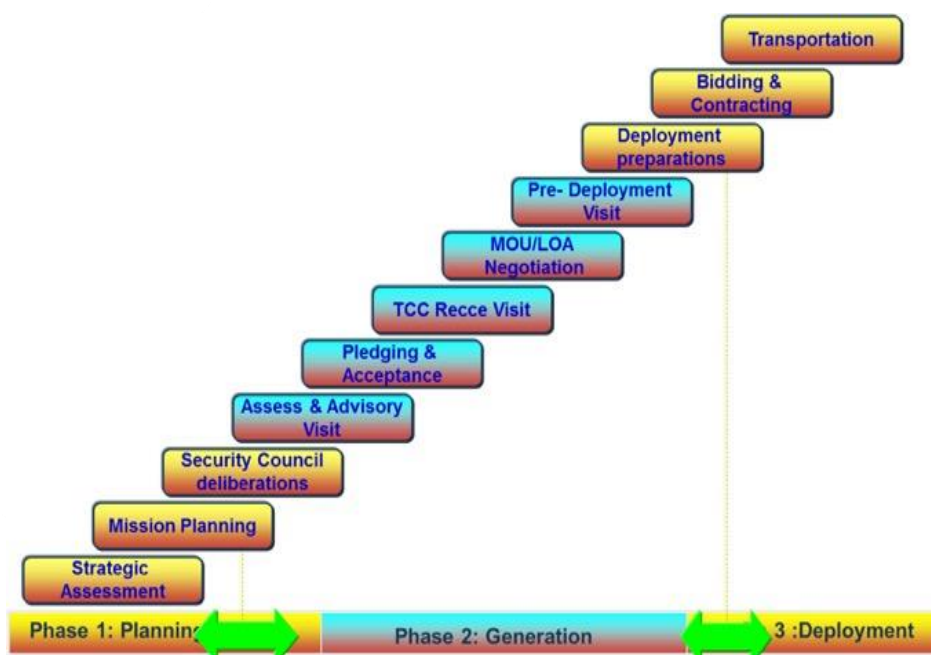 Transportation
Bidding &
Contracting
Deployment
preparations
Pre- Deployment
Visit
MOU/LOA
Negotiation
TCC Recce Visit
Pledging &
Acceptance
Assess & Advisory
Visit
Security Council
deliberations
Mission Planning
Strategic
Assessment
Phase 1: Planning
Phase 2: Generation
3 :Deployment